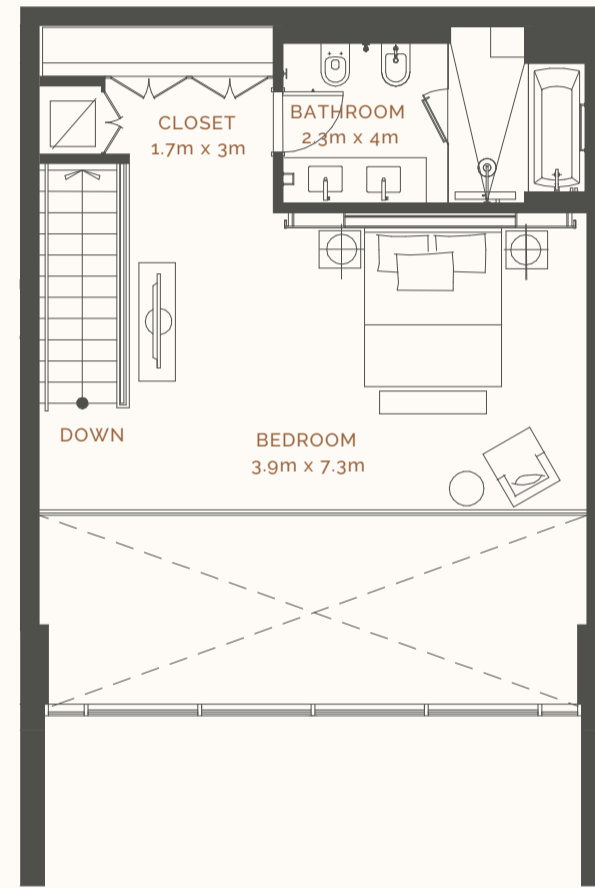 CLOSET
1.7m x 3m
BATHROOM
2.3m x 4m
DOWN
BEDROOM
3.9m x 7.3m